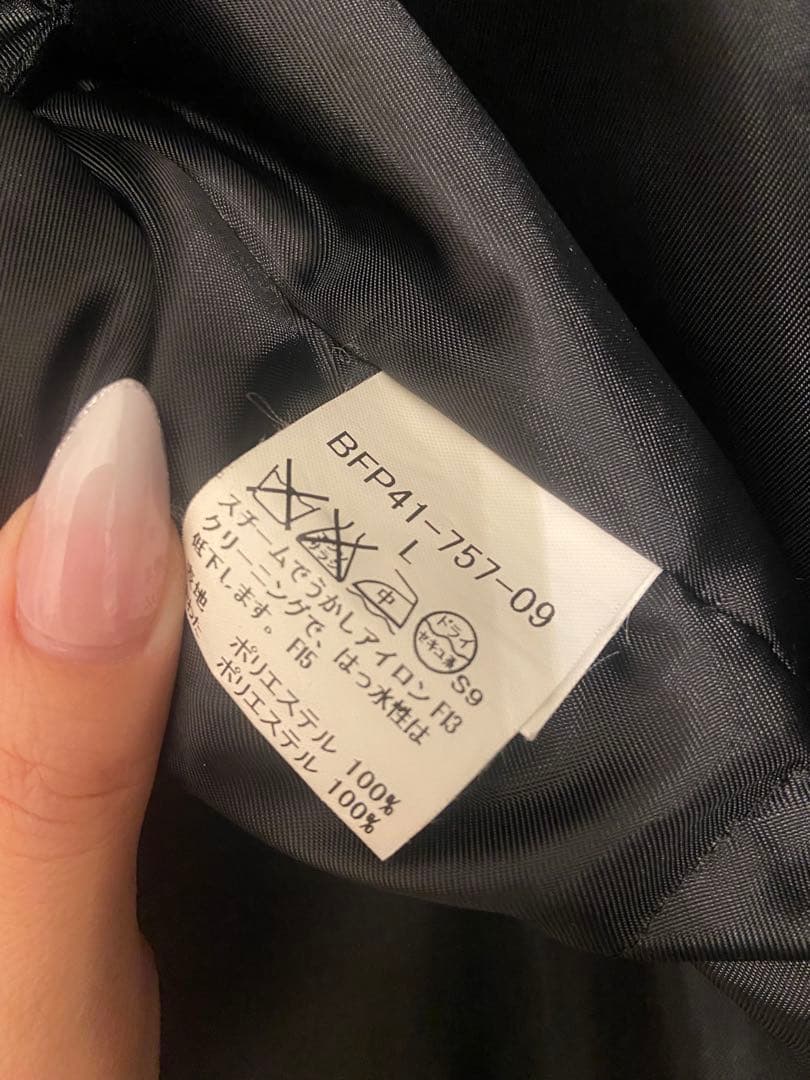 BFP41-757-09
L
中
ドライ
セキュ系
S9
スチームでうかしアイロン F13
クリーニングで、はっ水性は
低下します。 F15
ポリエステル 100%
ポリエステル 100%